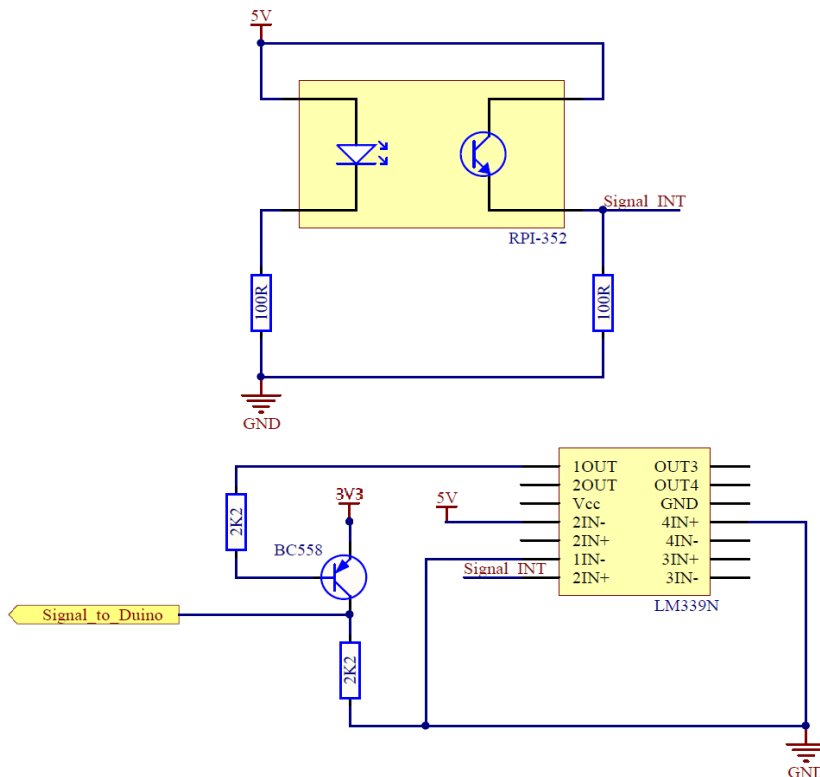 5V
Signal_INT
RPI-352
100R
100R
GND
1OUT OUT3
2OUT OUT4
3V3
5V
Vcc GND
2K2
2IN- 4IN+
BC558
2IN+ 4IN-
1IN- 3IN+
Signal_INT
2IN+ 3IN-
LM339N
Signal_to_Duino
2K2
GND